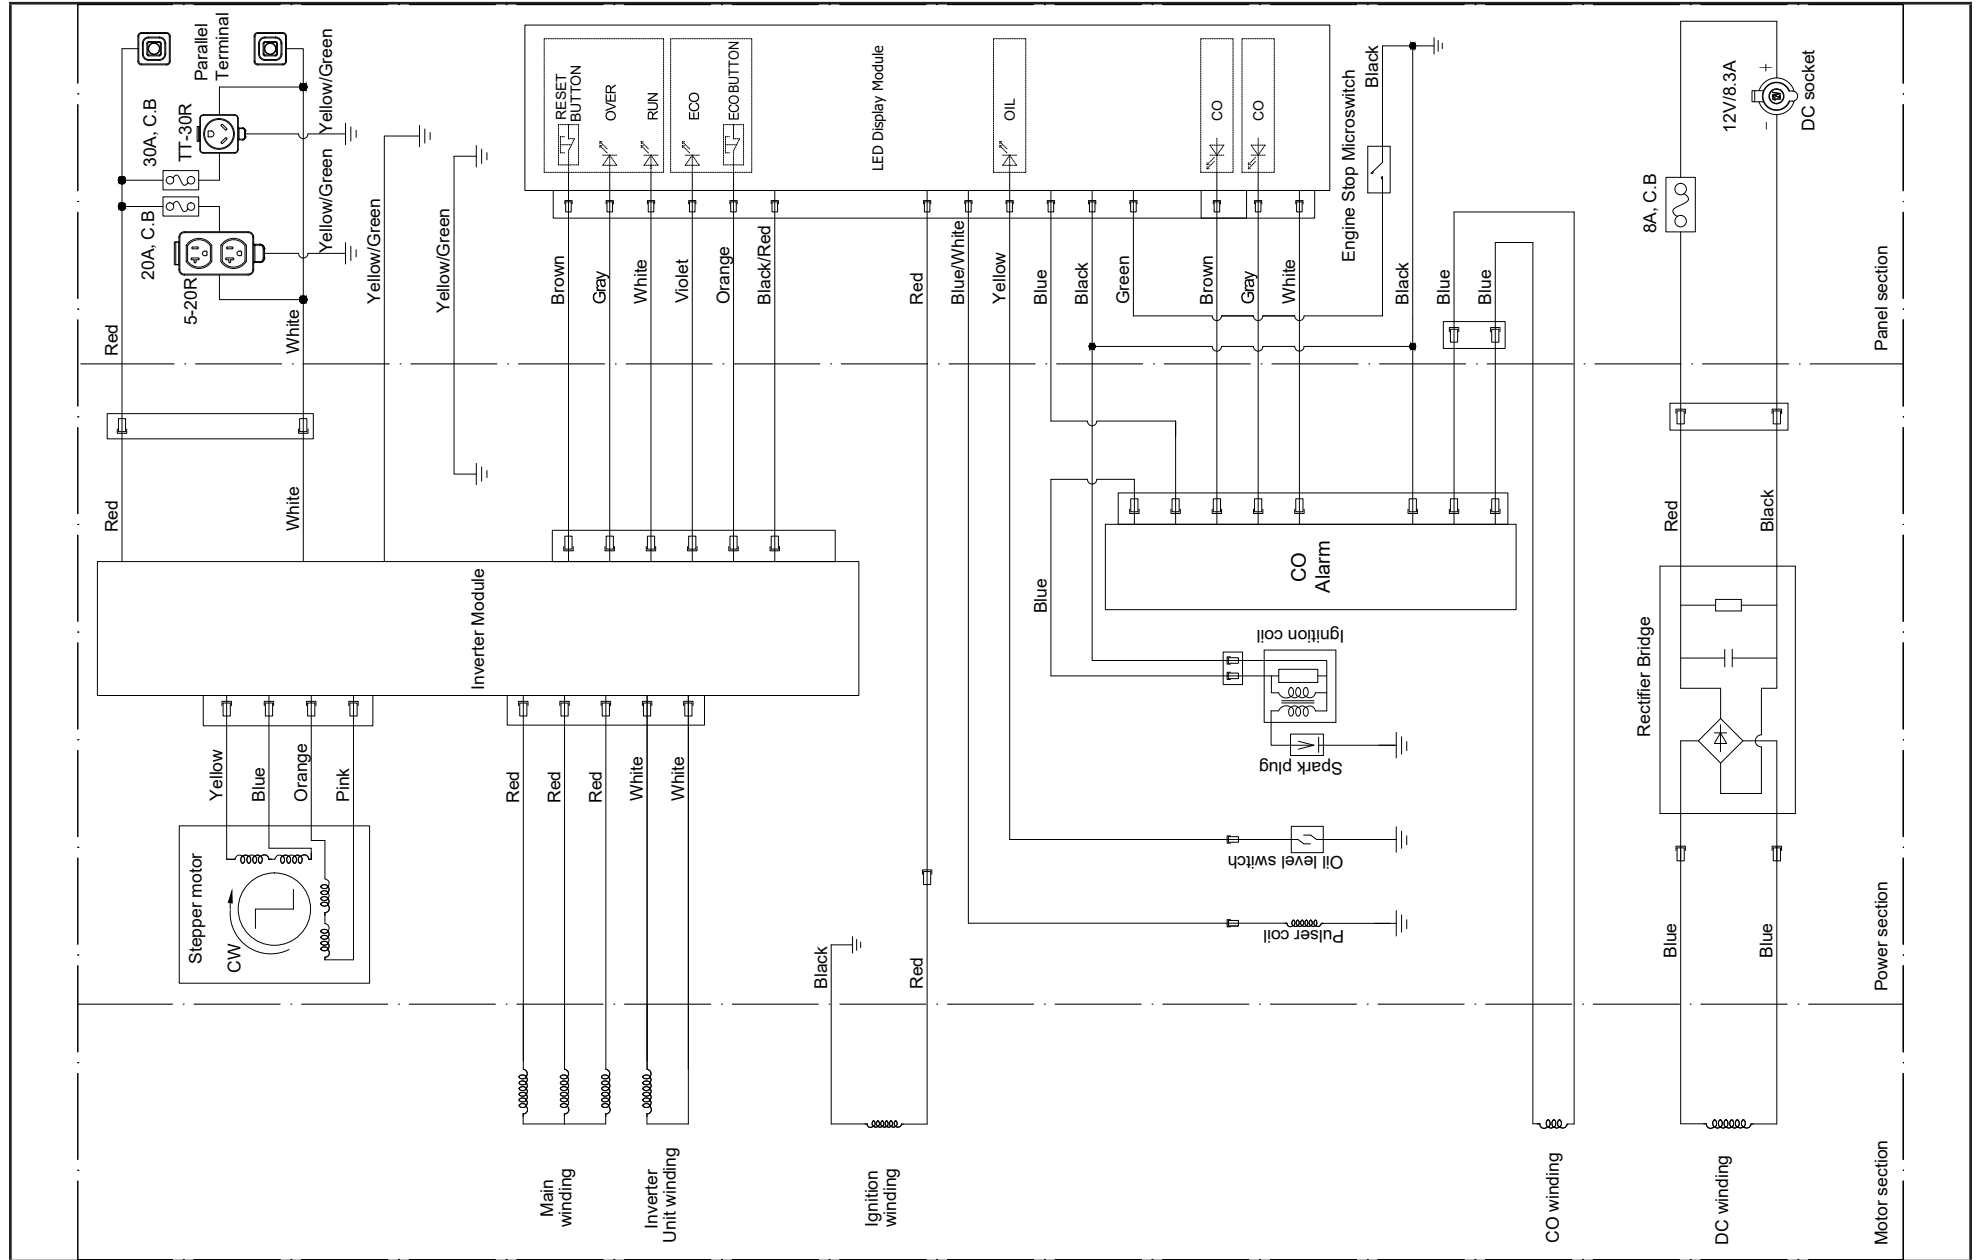 Parallel
Terminal
30A, C.B
TT-30R
20A, C.B
5-20R
Yellow/Green
Yellow/Green
Yellow/Green
Yellow/Green
Red
White
Red
White
RESET
BUTTON
OVER
RUN
ECO
ECO BUTTON
OIL
CO
CO
LED Display Module
Engine Stop Microswitch
Black
12V/8.3A
+
-
DC socket
8A, C.B
Brown
Gray
White
Violet
Orange
Black/Red
Red
Blue/White
Yellow
Blue
Black
Green
Brown
Gray
White
Black
Blue
Blue
Panel section
Inverter Module
Blue
CO
Alarm
Ignition coil
Spark plug
Oil level switch
Pulser coil
Red
Black
Rectifier Bridge
Yellow
Blue
Orange
Pink
Red
Red
Red
White
White
Stepper motor
CW
Black
Red
Blue
Blue
Power section
Main
winding
Inverter
Unit winding
Ignition
winding
CO winding
DC winding
Motor section